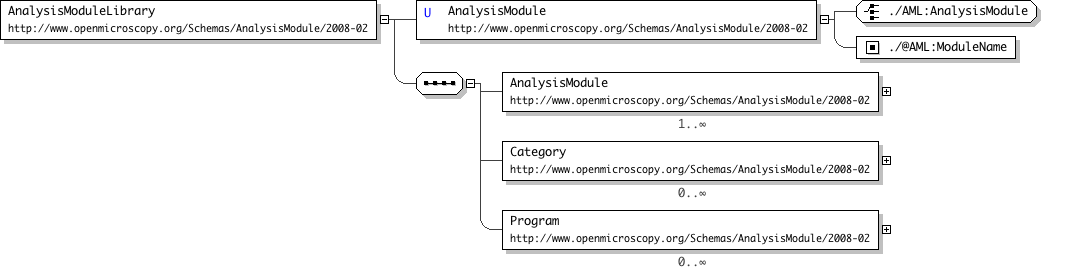 AnalysisModuleLibrary
http://www.openmicroscopy.org/Schemas/AnalysisModule/2008-02
U AnalysisModule
http://www.openmicroscopy.org/Schemas/AnalysisModule/2008-02
./AML:AnalysisModule
./@AML:ModuleName
AnalysisModule
http://www.openmicroscopy.org/Schemas/AnalysisModule/2008-02
1..∞
Category
http://www.openmicroscopy.org/Schemas/AnalysisModule/2008-02
0..∞
Program
http://www.openmicroscopy.org/Schemas/AnalysisModule/2008-02
0..∞